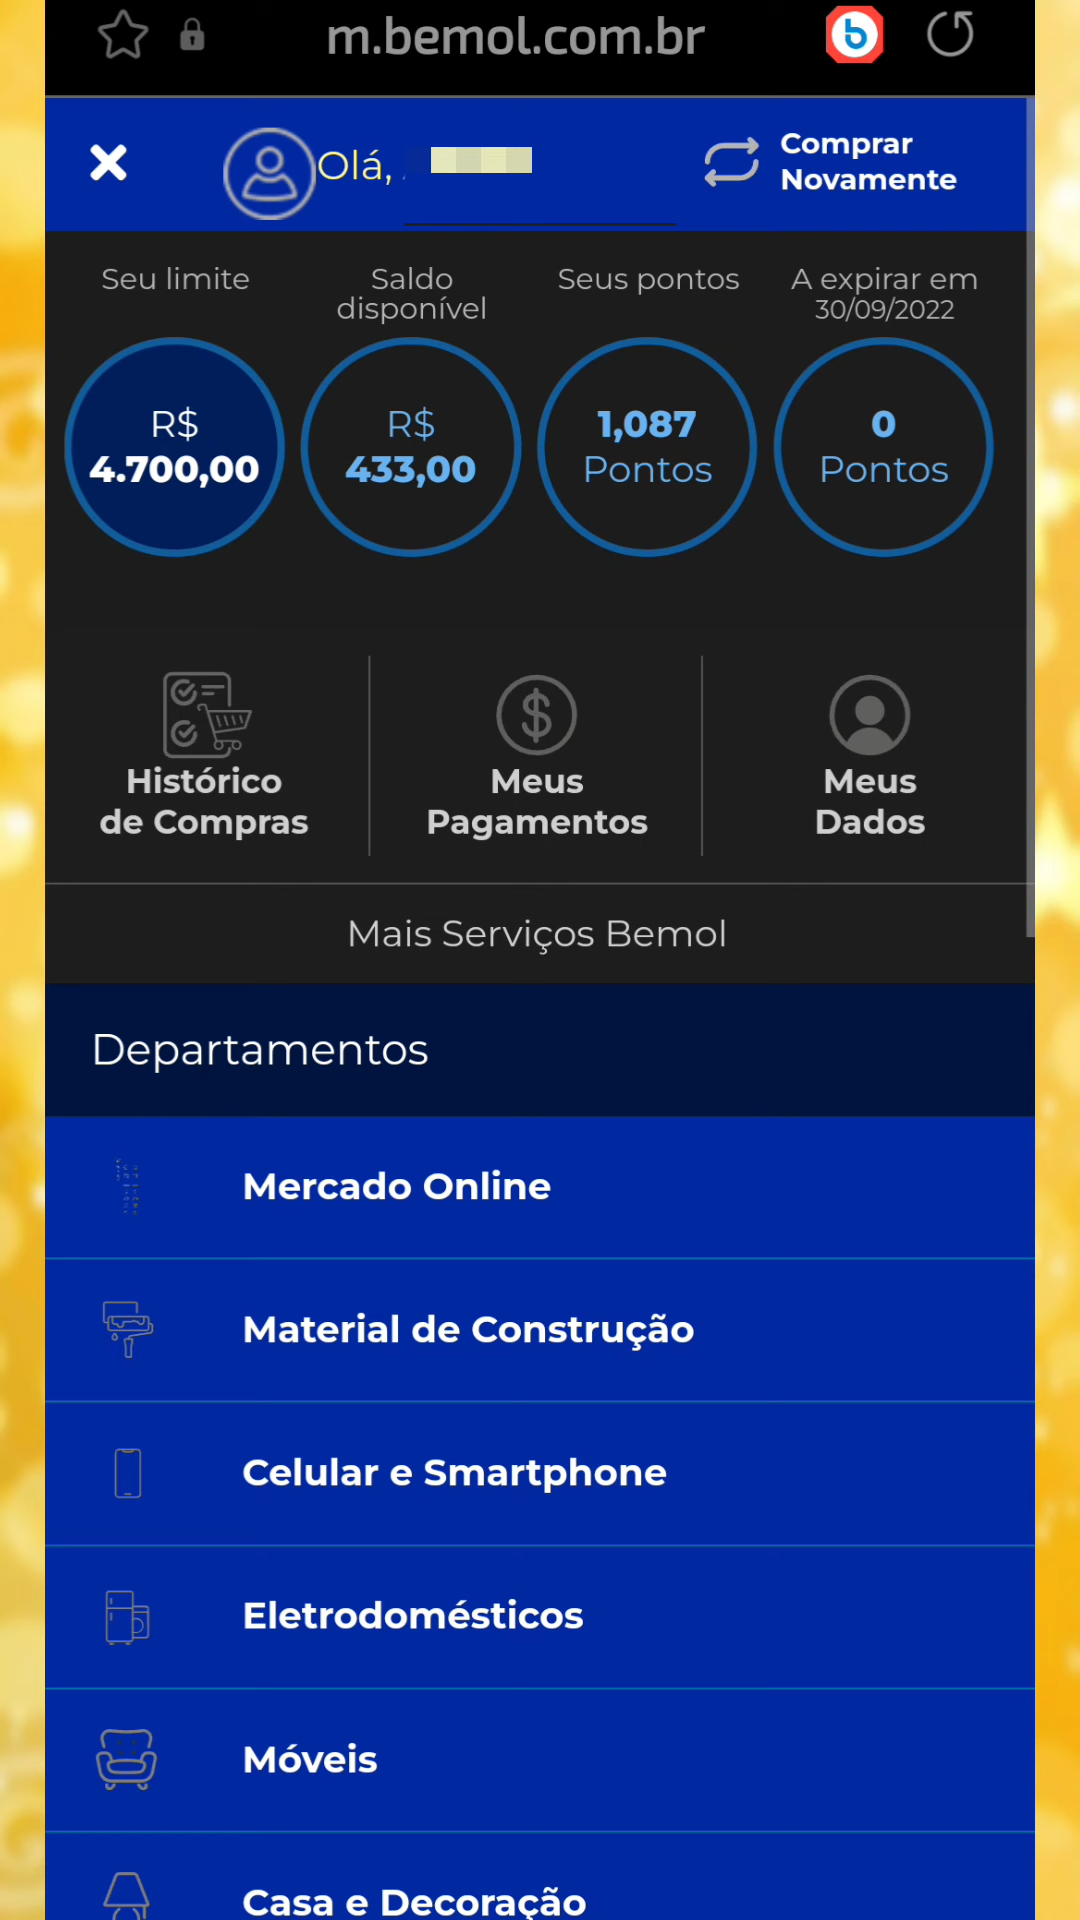 m.bemol.com.br
Olá,
Comprar
Novamente
Seu limite
Saldo
disponível
Seus pontos
A expirar em
30/09/2022
R$
4.700,00
R$
433,00
1,087
Pontos
0
Pontos
Histórico
de Compras
Meus
Pagamentos
Meus
Dados
Mais Serviços Bemol
Departamentos
Mercado Online
Material de Construção
Celular e Smartphone
Eletrodomésticos
Móveis
Casa e Decoração